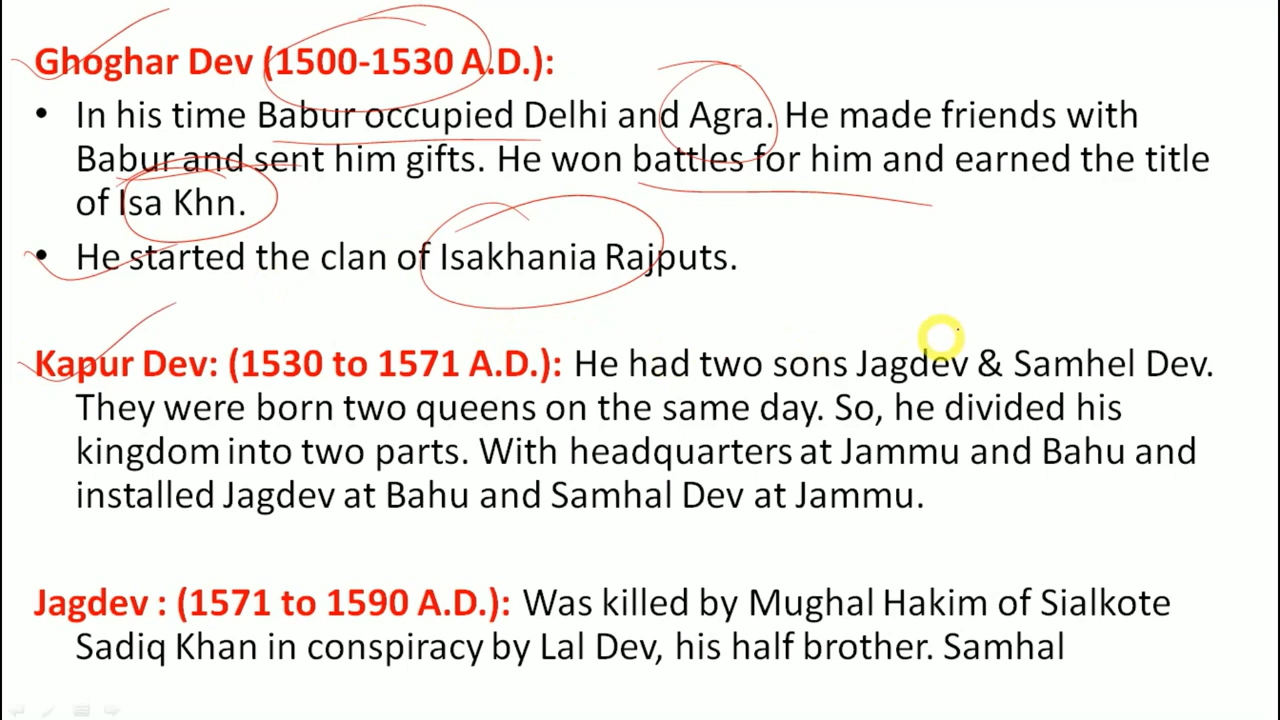 Ghoghar Dev (1500-1530 A.D.):
• In his time Babur occupied Delhi and Agra. He made friends with
Babur and sent him gifts. He won battles for him and earned the title
of Isa Khn.
• He started the clan of Isakhania Rajputs.
Kapur Dev: (1530 to 1571 A.D.): He had two sons Jagdev & Samhel Dev.
They were born two queens on the same day. So, he divided his
kingdom into two parts. With headquarters at Jammu and Bahu and
installed Jagdev at Bahu and Samhal Dev at Jammu.
Jagdev : (1571 to 1590 A.D.): Was killed by Mughal Hakim of Sialkote
Sadiq Khan in conspiracy by Lal Dev, his half brother. Samhal